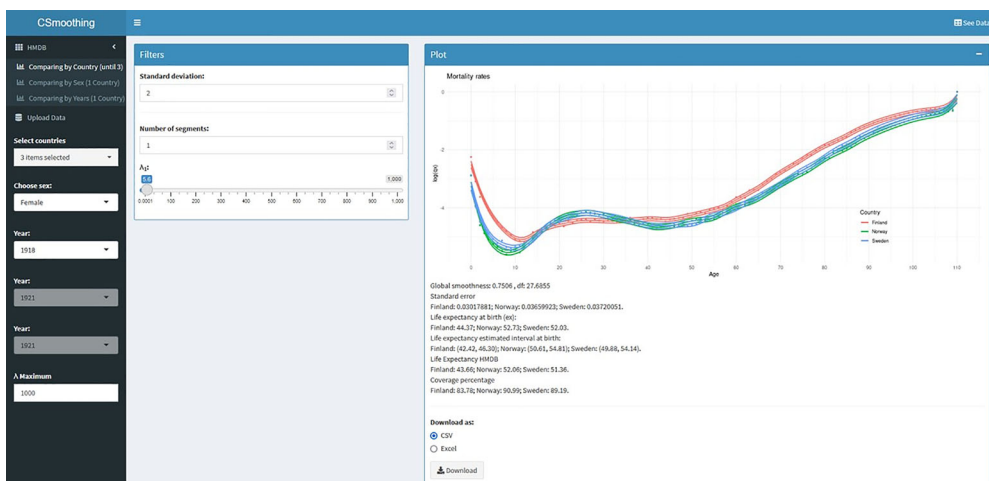 CSmoothing
See Data
HMDB
Comparing by Country (until 3)
Comparing by Sex (1 Country)
Comparing by Years (1 Country)
Upload Data
Select countries
3 items selected
Choose sex:
Female
Year:
1918
Year:
1921
Year:
1921
λ Maximum
1000
Filters
Standard deviation:
2
Number of segments:
1
λ1:
5.6
1,000
0.0001 100 200 300 400 500 600 700 800 900 1,000
Plot
Mortality rates
0
-2
-4
log(qx)
Country
Finland
Norway
Sweden
0 10 20 30 40 50 60 70 80 90 100 110
Age
Global smoothness: 0.7506 , df: 27.6855
Standard error
Finland: 0.03017881; Norway: 0.03659923; Sweden: 0.03720051.
Life expectancy at birth (ex):
Finland: 44.37; Norway: 52.73; Sweden: 52.03.
Life expectancy estimated interval at birth:
Finland: (42.42, 46.30); Norway: (50.61, 54.81); Sweden: (49.88, 54.14).
Life Expectancy HMDB
Finland: 43.66; Norway: 52.06; Sweden: 51.36.
Coverage percentage
Finland: 83.78; Norway: 90.99; Sweden: 89.19.
Download as:
CSV
Excel
Download